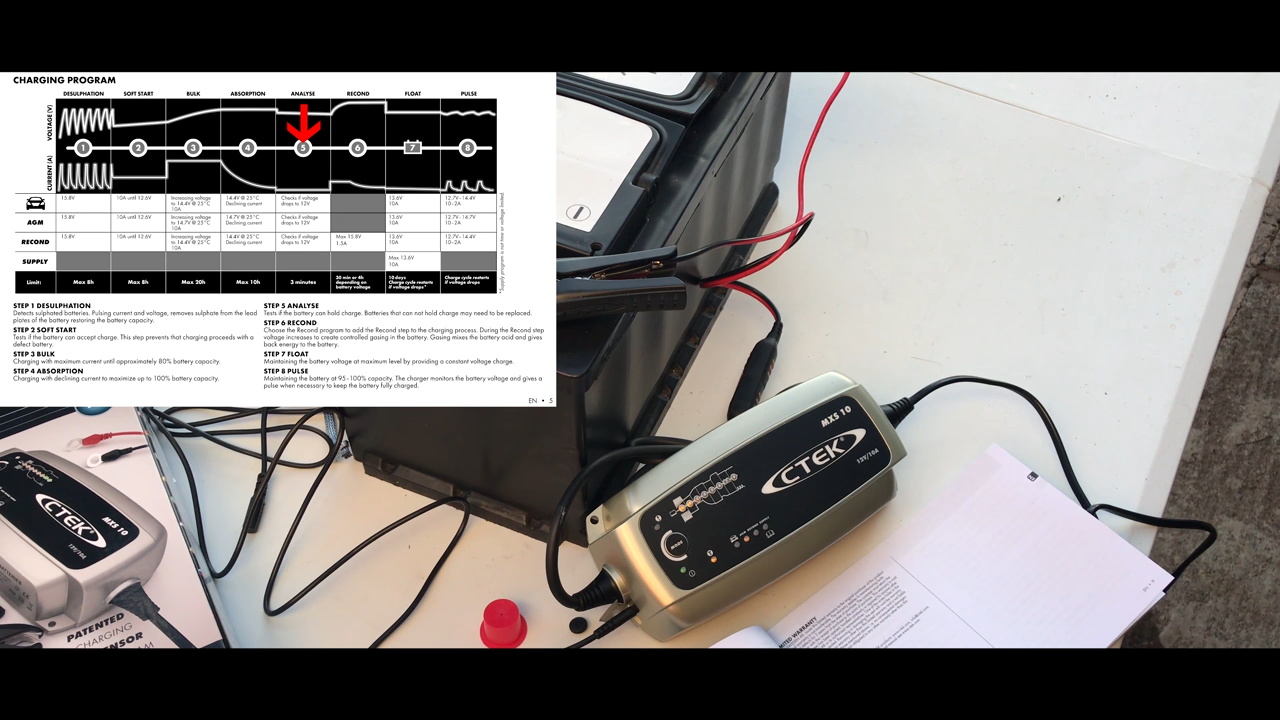 CHARGING PROGRAM
DESULPHATION SOFT START BULK ABSORPTION ANALYSE RECOND FLOAT PULSE
VOLTAGE (V)
1 2 3 4 5 6 7 8
CURRENT (A)
15.8V 10A until 12.6V Increasing voltage to 14.4V @ 25°C 10A 14.4V @ 25°C Declining current Checks if voltage drops to 12V 13.6V 10A 12.7V–14.4V 10–2A
AGM 15.8V 10A until 12.6V Increasing voltage to 14.7V @ 25°C 10A 14.7V @ 25°C Declining current Checks if voltage drops to 12V 13.6V 10A 12.7V–14.7V 10–2A
RECOND 15.8V 10A until 12.6V Increasing voltage to 14.4V @ 25°C 10A 14.4V @ 25°C Declining current Checks if voltage drops to 12V Max 15.8V 1.5A 13.6V 10A 12.7V–14.4V 10–2A
SUPPLY Max 13.6V 10A
Limit: Max 8h Max 8h Max 20h Max 10h 3 minutes 30 min or 4h depending on battery voltage 10 days Charge cycle restarts if voltage drops* Charge cycle restarts if voltage drops
*Supply program is not time or voltage limited.
STEP 1 DESULPHATION
Detects sulphated batteries. Pulsing current and voltage, removes sulphate from the lead
plates of the battery restoring the battery capacity.
STEP 2 SOFT START
Tests if the battery can accept charge. This step prevents that charging proceeds with a
defect battery.
STEP 3 BULK
Charging with maximum current until approximately 80% battery capacity.
STEP 4 ABSORPTION
Charging with declining current to maximize up to 100% battery capacity.
STEP 5 ANALYSE
Tests if the battery can hold charge. Batteries that can not hold charge may need to be replaced.
STEP 6 RECOND
Choose the Recond program to add the Recond step to the charging process. During the Recond step
voltage increases to create controlled gasing in the battery. Gasing mixes the battery acid and gives
back energy to the battery.
STEP 7 FLOAT
Maintaining the battery voltage at maximum level by providing a constant voltage charge.
STEP 8 PULSE
Maintaining the battery at 95–100% capacity. The charger monitors the battery voltage and gives a
pulse when necessary to keep the battery fully charged.
EN • 5
MXS 10
CTEK
12V/10A
MODE
CTEK
MXS 10
12V/10A
PATENTED
CHARGING
LIMITED WARRANTY